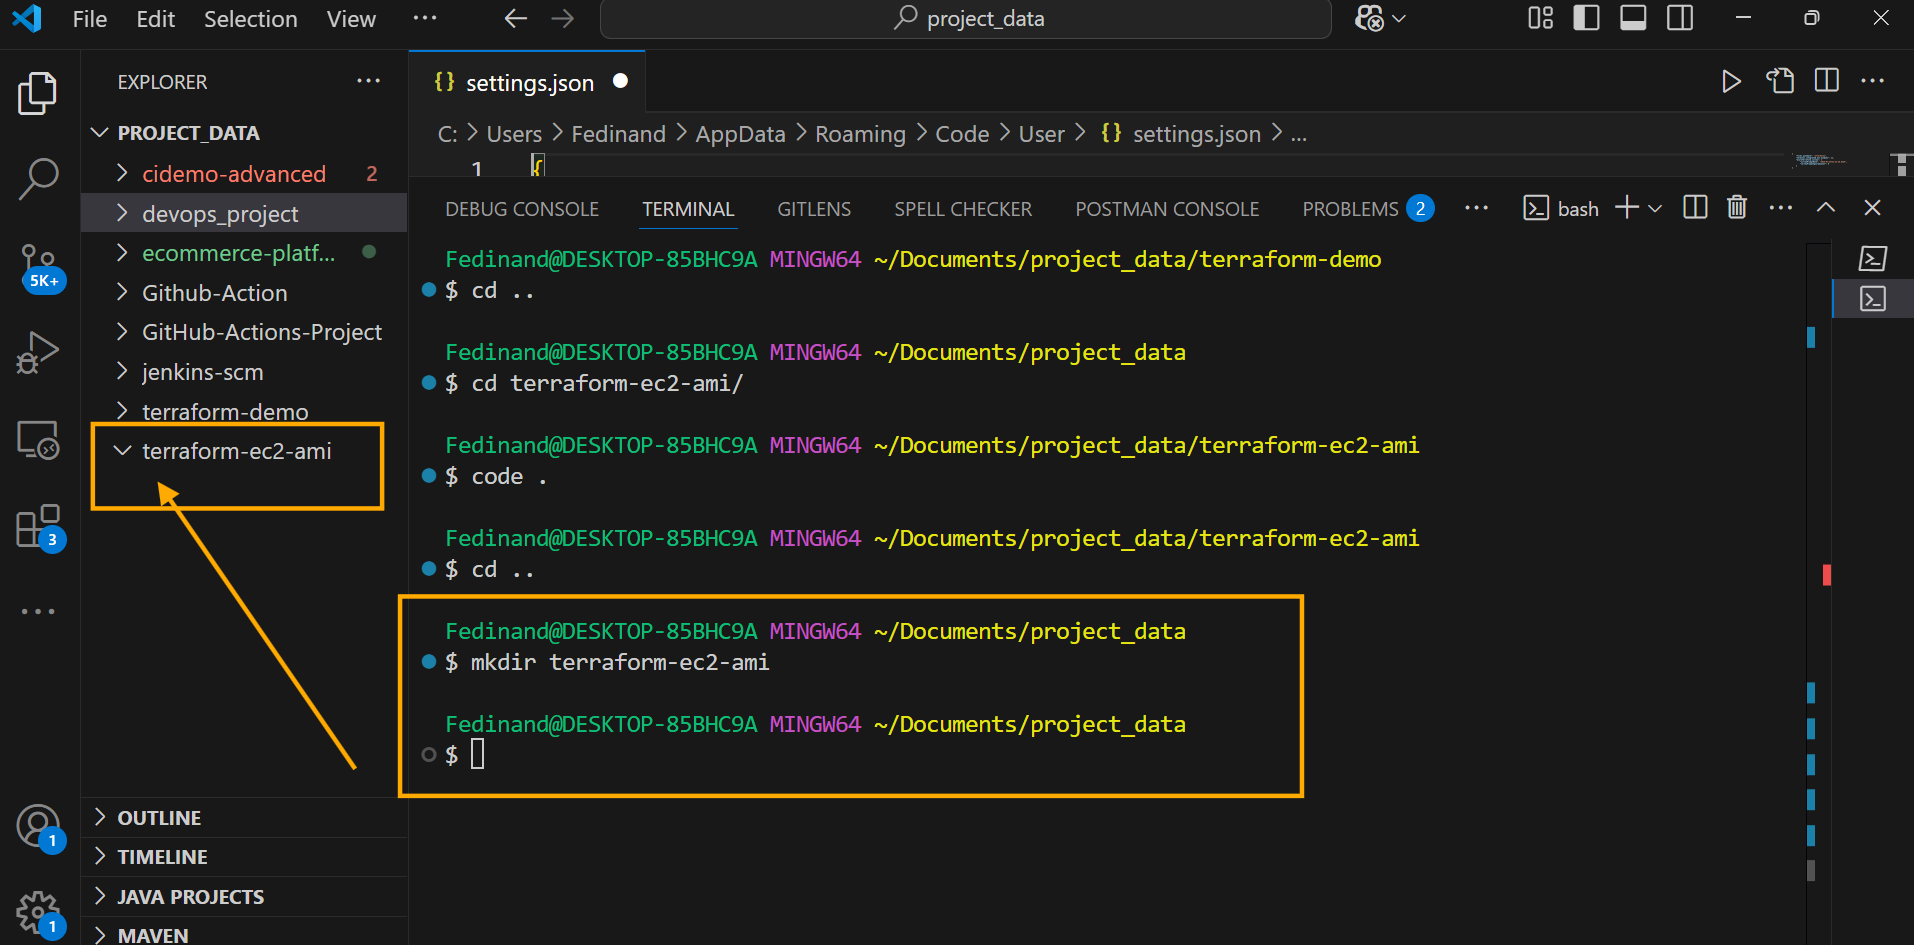 File Edit Selection View ··· project_data
EXPLORER ···
PROJECT_DATA
cidemo-advanced 2
devops_project
ecommerce-platf...
Github-Action
GitHub-Actions-Project
jenkins-scm
terraform-demo
terraform-ec2-ami
OUTLINE
TIMELINE
JAVA PROJECTS
MAVEN
5K+
3
1
1
{} settings.json
C: > Users > Fedinand > AppData > Roaming > Code > User > {} settings.json > ...
1 {
DEBUG CONSOLE TERMINAL GITLENS SPELL CHECKER POSTMAN CONSOLE PROBLEMS 2 ··· bash
Fedinand@DESKTOP-85BHC9A MINGW64 ~/Documents/project_data/terraform-demo
$ cd ..
Fedinand@DESKTOP-85BHC9A MINGW64 ~/Documents/project_data
$ cd terraform-ec2-ami/
Fedinand@DESKTOP-85BHC9A MINGW64 ~/Documents/project_data/terraform-ec2-ami
$ code .
Fedinand@DESKTOP-85BHC9A MINGW64 ~/Documents/project_data/terraform-ec2-ami
$ cd ..
Fedinand@DESKTOP-85BHC9A MINGW64 ~/Documents/project_data
$ mkdir terraform-ec2-ami
Fedinand@DESKTOP-85BHC9A MINGW64 ~/Documents/project_data
$